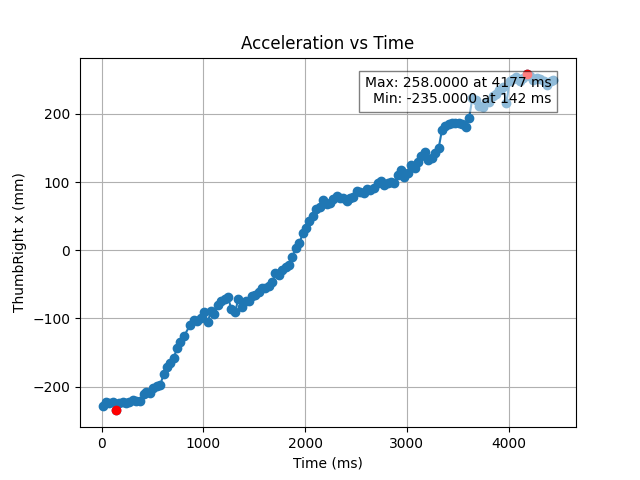 Acceleration vs Time
Max: 258.0000 at 4177 ms
Min: -235.0000 at 142 ms
ThumbRight x (mm)
200
100
0
−100
−200
0 1000 2000 3000 4000
Time (ms)